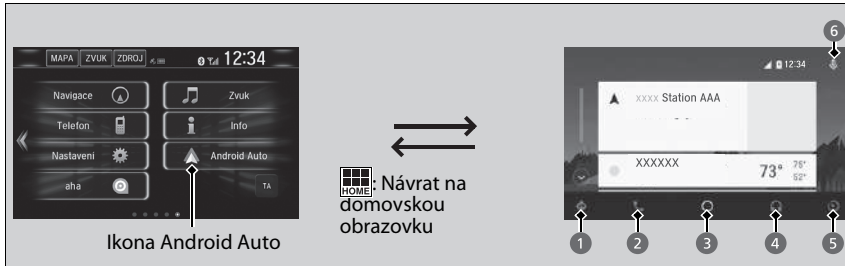 MAPA ZVUK ZDROJ 12:34
Navigace Zvuk
Telefon Info
Nastavení Android Auto
aha TA
Ikona Android Auto
HOME : Návrat na
domovskou
obrazovku
6
12:34
xxxx Station AAA
XXXXXX
73° 75°
52°
1 2 3 4 5